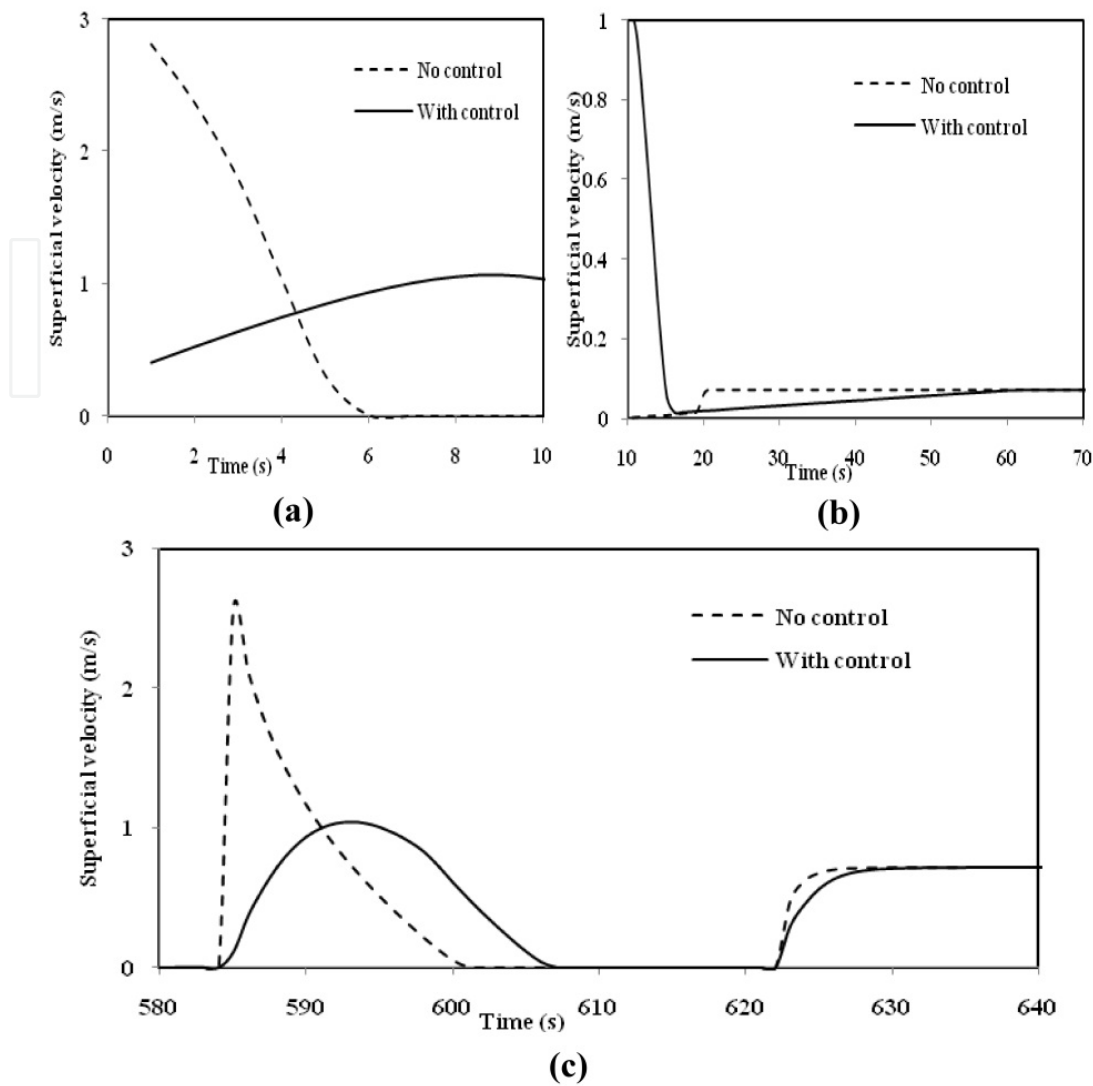 Superficial velocity (m/s)
3
2
1
0
No control
With control
0
2
4
6
8
10
Time (s)
(a)
Superficial velocity (m/s)
1
0.8
0.6
0.4
0.2
0
No control
With control
10
20
30
40
50
60
70
Time (s)
(b)
Superficial velocity (m/s)
3
2
1
0
No control
With control
580
590
600
610
620
630
640
Time (s)
(c)